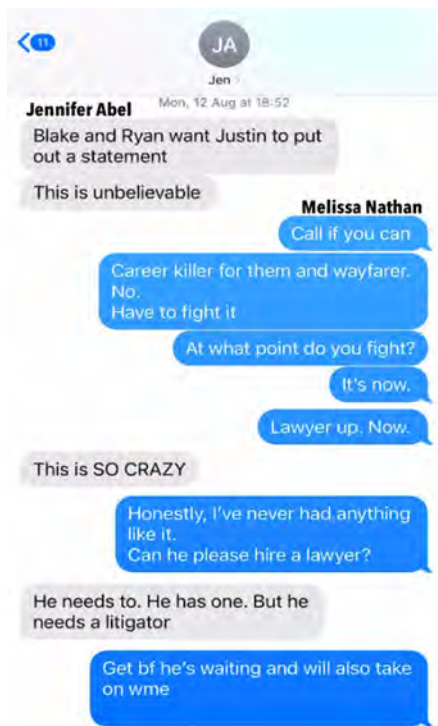 11
JA
Jen
Mon, 12 Aug at 18:52
Jennifer Abel
Blake and Ryan want Justin to put
out a statement
This is unbelievable
Melissa Nathan
Call if you can
Career killer for them and wayfarer.
No.
Have to fight it
At what point do you fight?
It's now.
Lawyer up. Now.
This is SO CRAZY
Honestly, I've never had anything
like it.
Can he please hire a lawyer?
He needs to. He has one. But he
needs a litigator
Get bf he's waiting and will also take
on wme